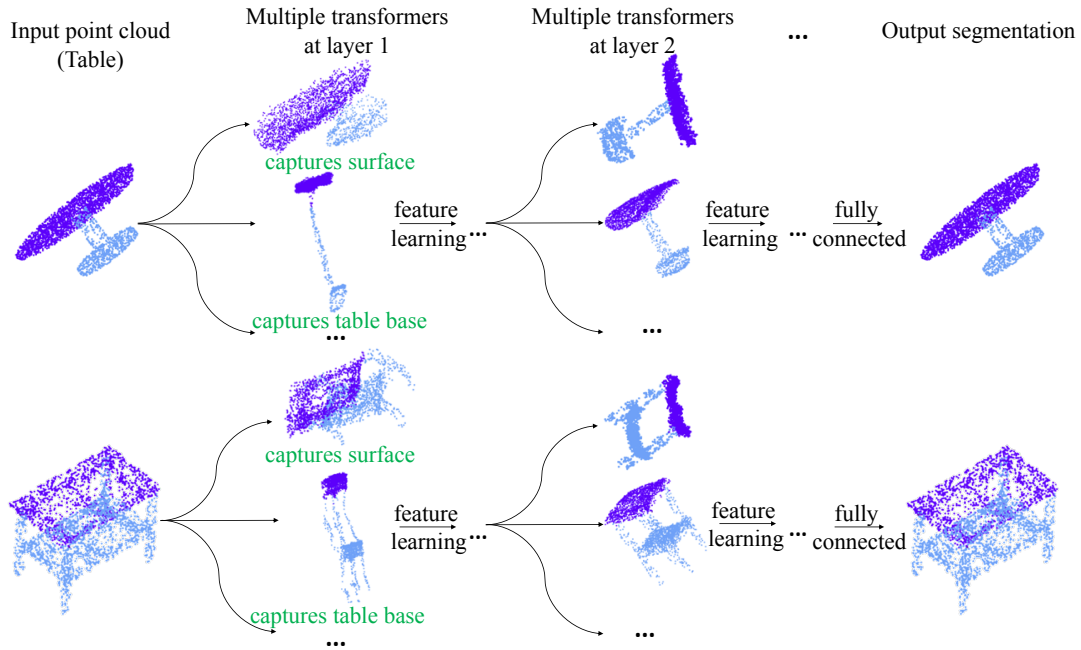 Input point cloud
(Table)
Multiple transformers
at layer 1
Multiple transformers
at layer 2
...
Output segmentation
captures surface
feature
learning
...
feature
learning
...
fully
connected
captures table base
...
...
captures surface
feature
learning
...
feature
learning
...
fully
connected
captures table base
...
...